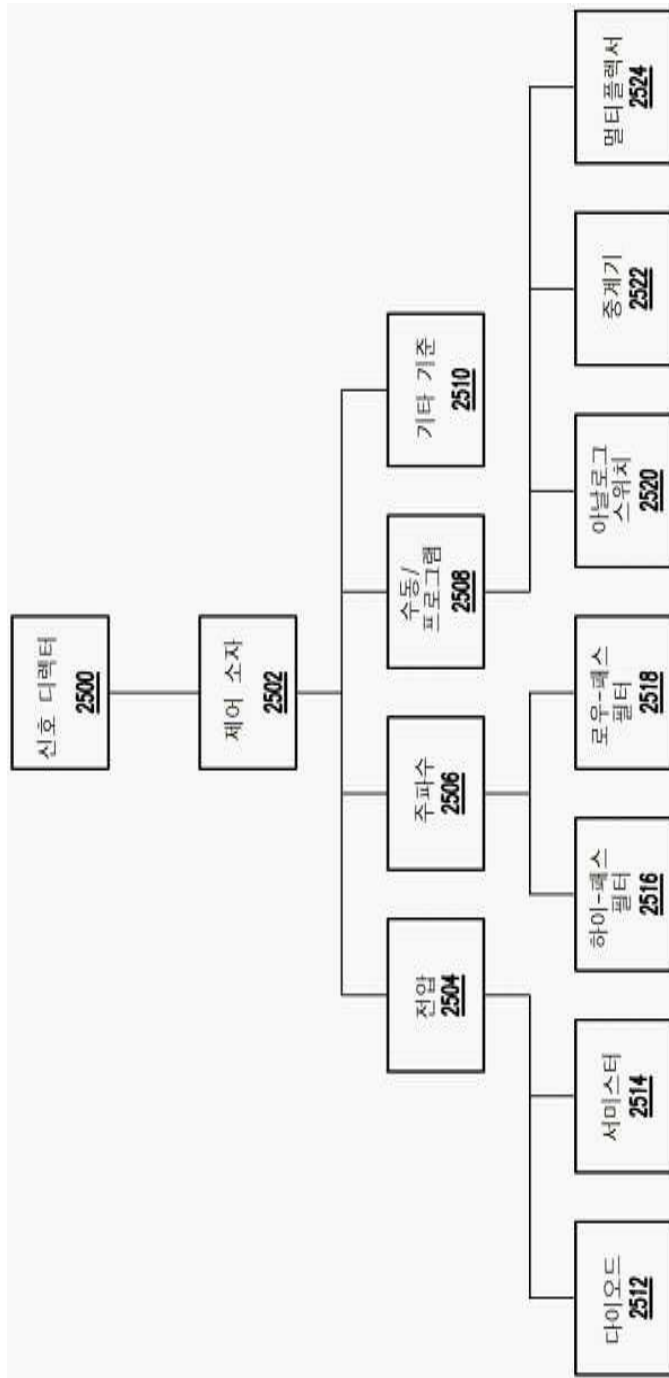 신호 디렉터
2500
제어 소자
2502
전압
2504
주파수
2506
수동/
프로그램
2508
기타 기준
2510
다이오드
2512
서미스터
2514
하이-패스
필터
2516
로우-패스
필터
2518
아날로그
스위치
2520
중계기
2522
멀티플렉서
2524